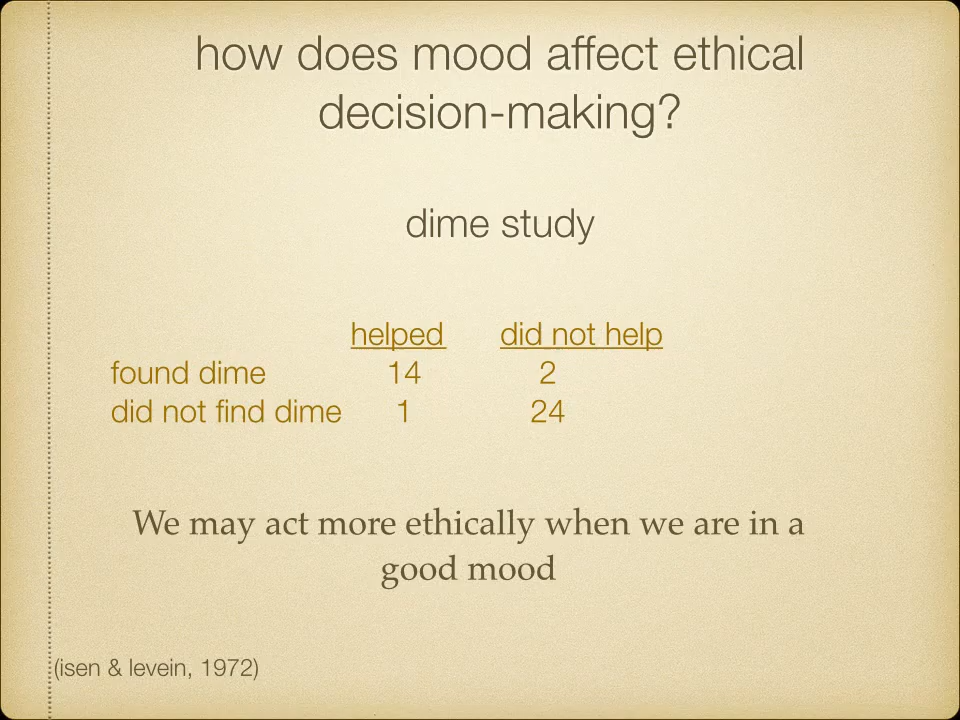 how does mood affect ethical
decision-making?
dime study
helped did not help
found dime 14 2
did not find dime 1 24
We may act more ethically when we are in a
good mood
(isen & levein, 1972)